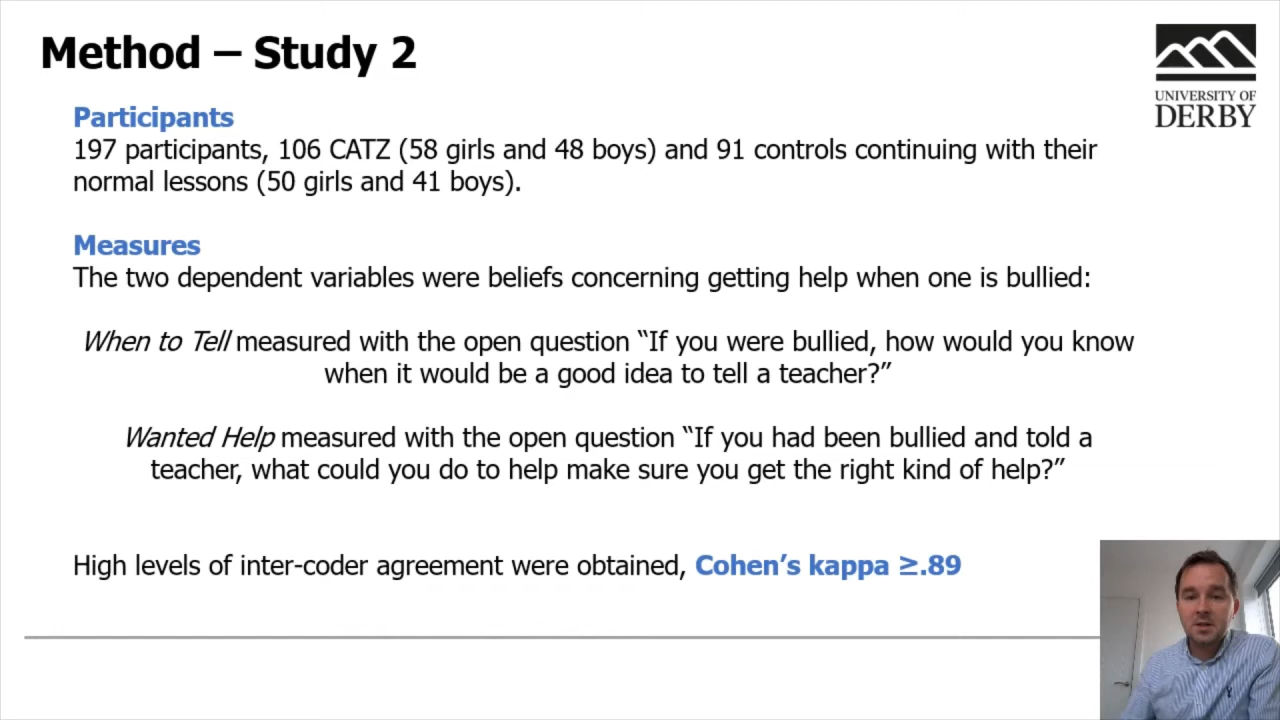 Method – Study 2
UNIVERSITY OF
DERBY
Participants
197 participants, 106 CATZ (58 girls and 48 boys) and 91 controls continuing with their
normal lessons (50 girls and 41 boys).
Measures
The two dependent variables were beliefs concerning getting help when one is bullied:
When to Tell measured with the open question “If you were bullied, how would you know
when it would be a good idea to tell a teacher?”
Wanted Help measured with the open question “If you had been bullied and told a
teacher, what could you do to help make sure you get the right kind of help?”
High levels of inter-coder agreement were obtained, Cohen’s kappa ≥.89